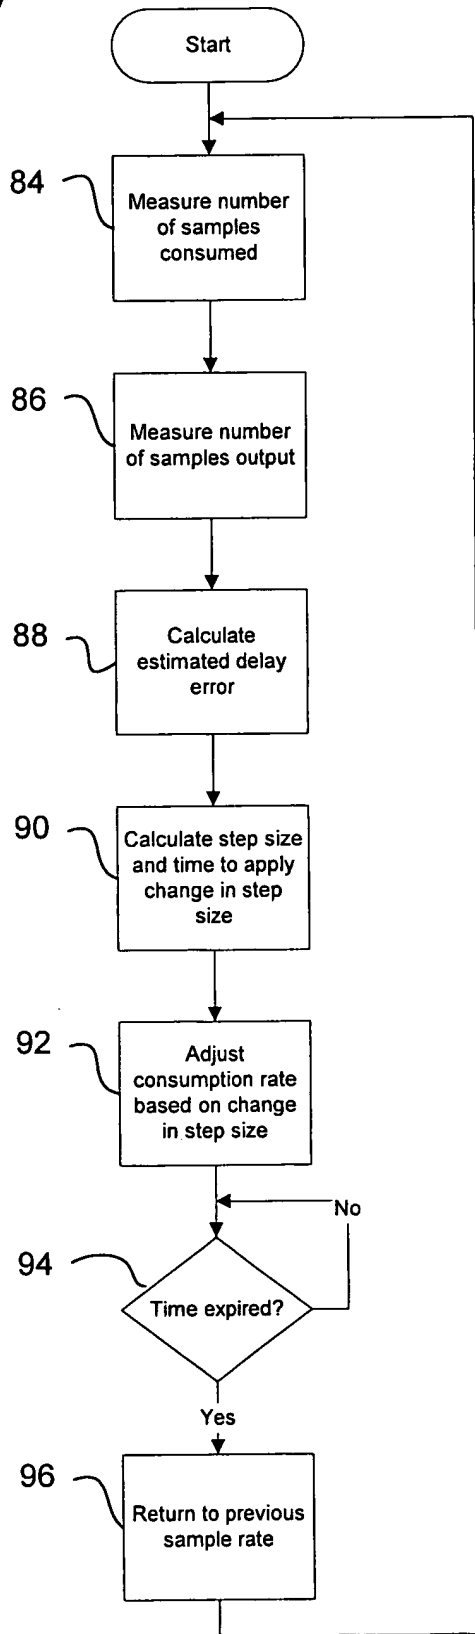 Start
84
Measure number
of samples
consumed
86
Measure number
of samples output
88
Calculate
estimated delay
error
90
Calculate step size
and time to apply
change in step
size
92
Adjust
consumption rate
based on change
in step size
No
94
Time expired?
Yes
96
Return to previous
sample rate